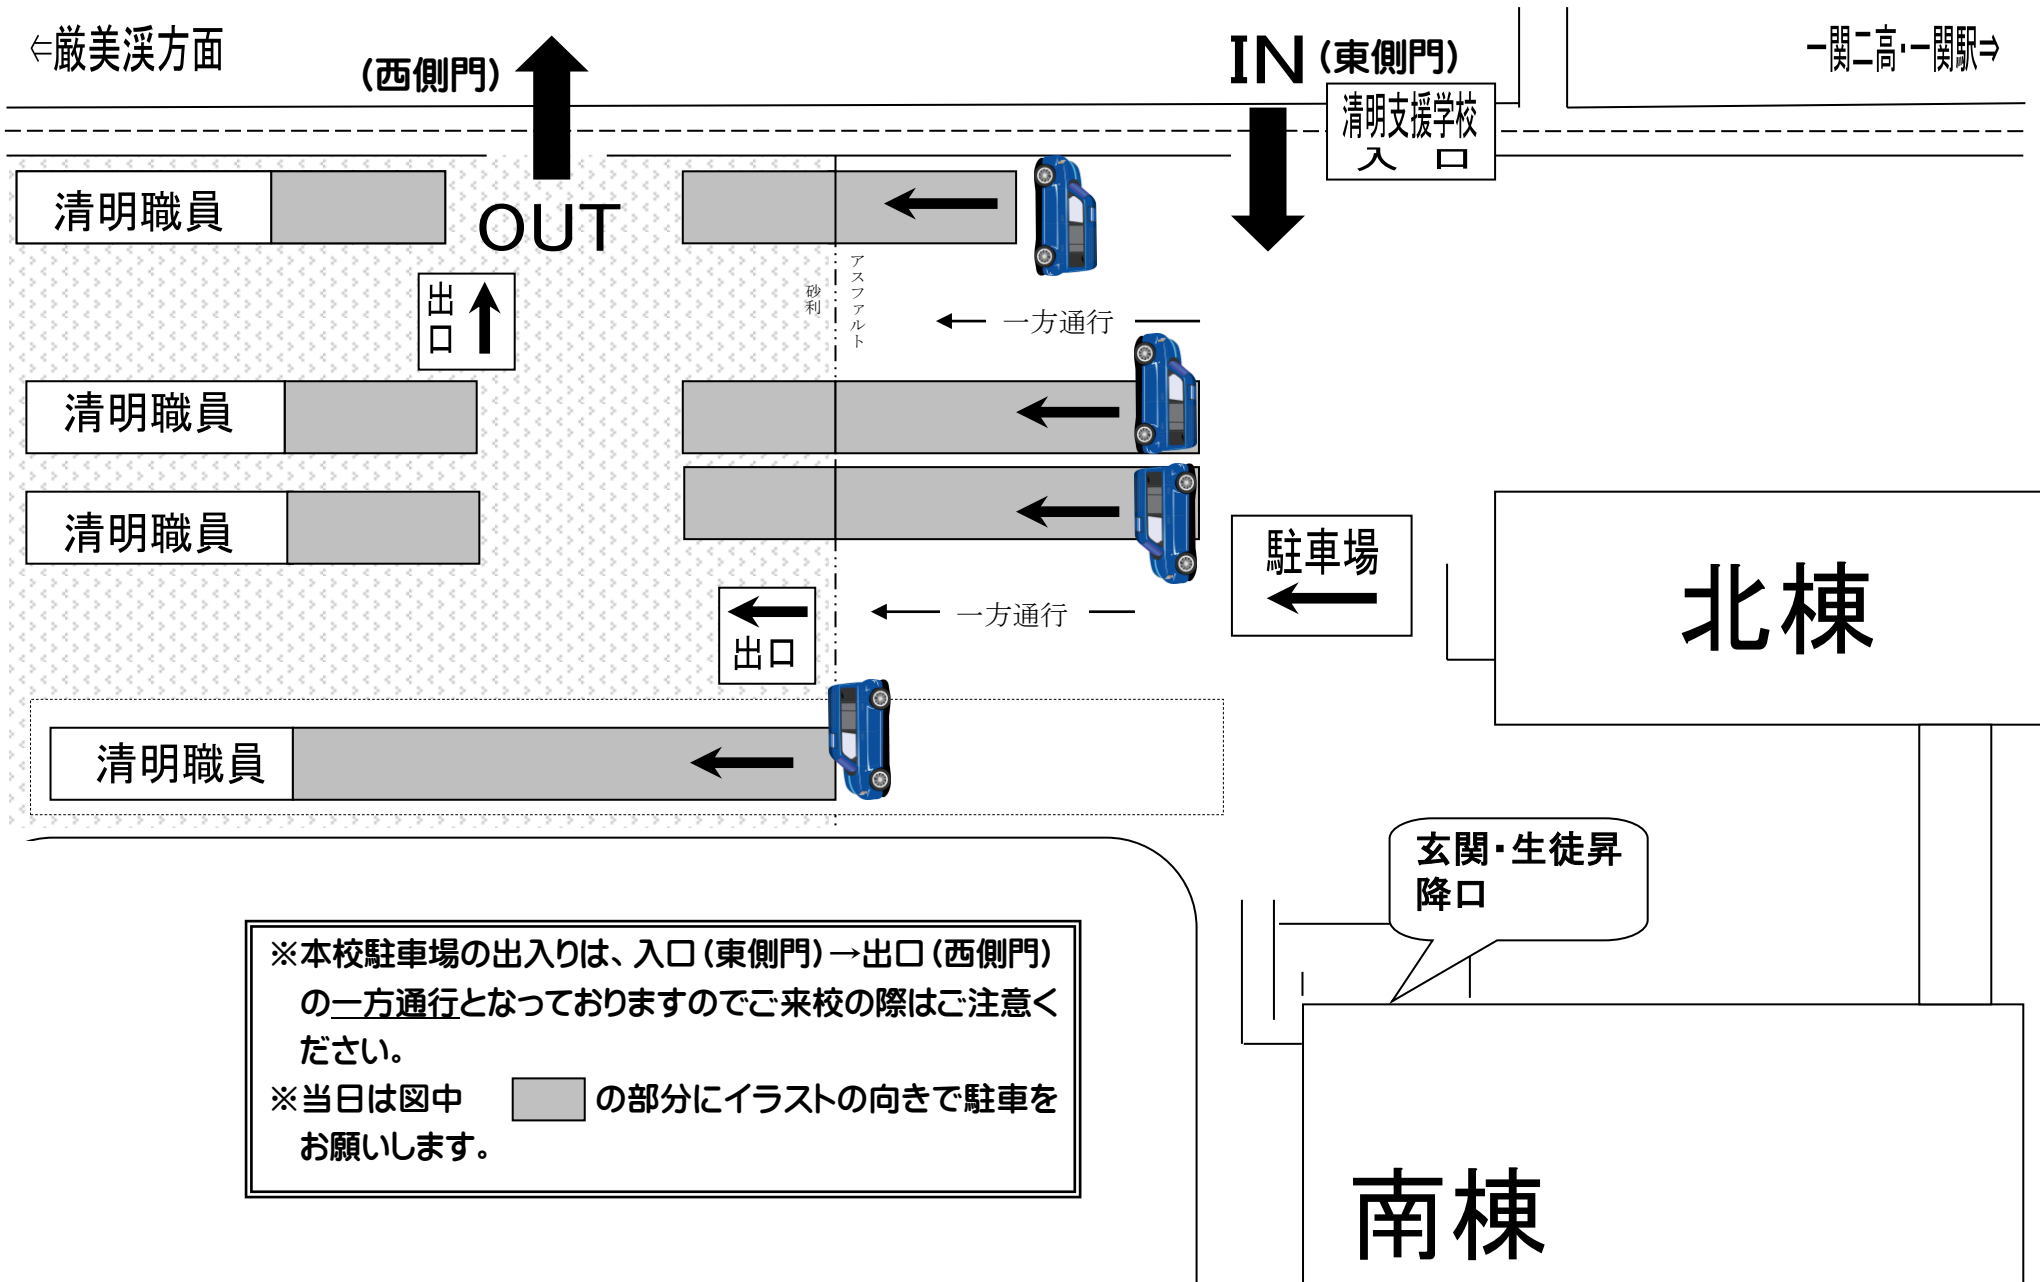 ⇐厳美渓方面
(西側門)
IN (東側門)
一関二高・一関駅⇒
清明支援学校
入 口
清明職員
OUT
出口
砂利
アスファルト
一方通行
清明職員
清明職員
駐車場
北棟
一方通行
出口
清明職員
玄関・生徒昇
降口
※本校駐車場の出入りは、入口(東側門)→出口(西側門)
の一方通行となっておりますのでご来校の際はご注意く
ださい。
※当日は図中 の部分にイラストの向きで駐車を
お願いします。
南棟